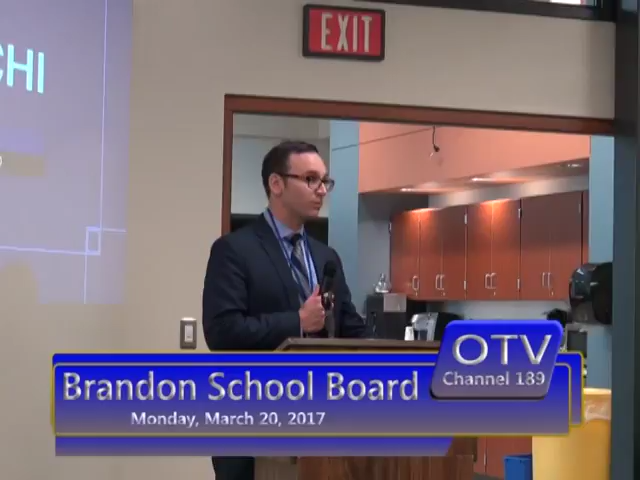 CHI
EXIT
OTV
Channel 189
Brandon School Board
Monday, March 20, 2017